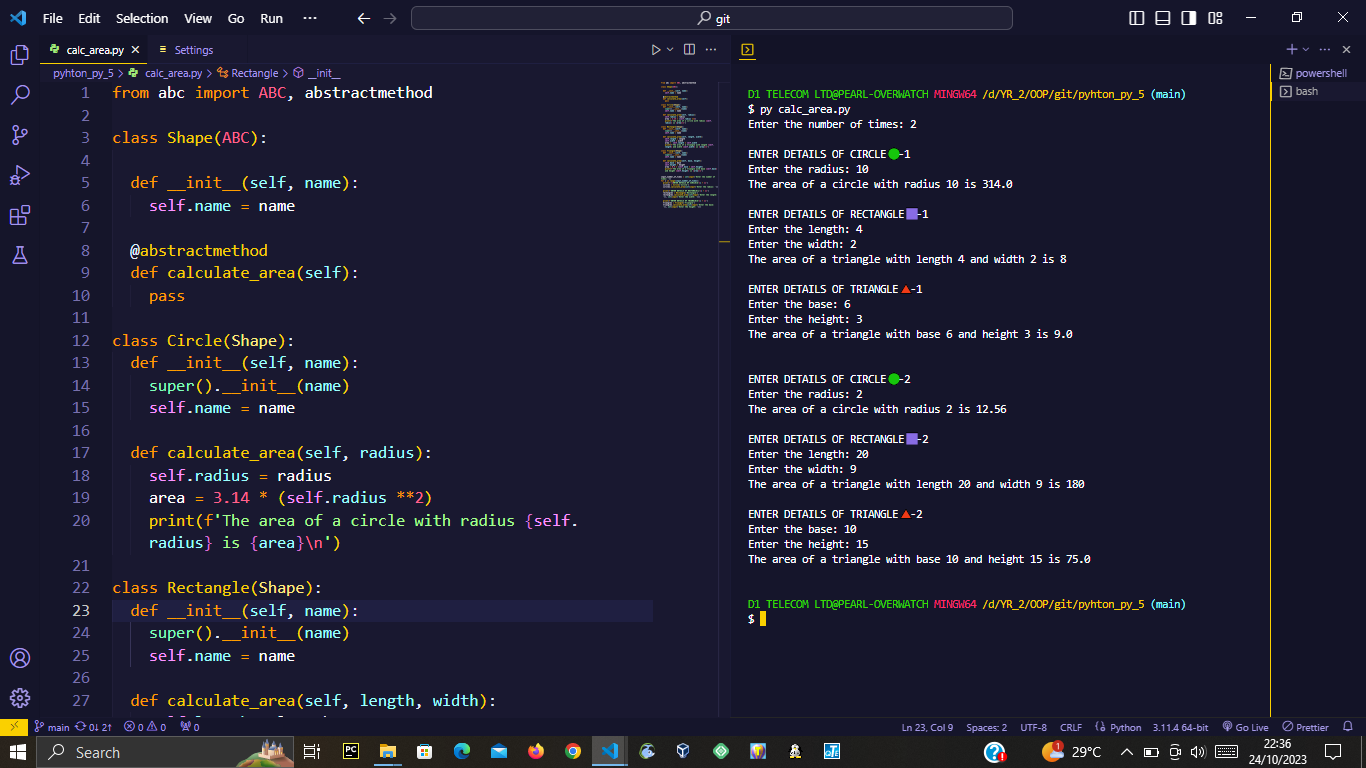 File Edit Selection View Go Run ··· git
calc_area.py Settings
pyhton_py_5 > calc_area.py > Rectangle > __init__
1 from abc import ABC, abstractmethod
2
3 class Shape(ABC):
4
5 def __init__(self, name):
6 self.name = name
7
8 @abstractmethod
9 def calculate_area(self):
10 pass
11
12 class Circle(Shape):
13 def __init__(self, name):
14 super().__init__(name)
15 self.name = name
16
17 def calculate_area(self, radius):
18 self.radius = radius
19 area = 3.14 * (self.radius **2)
20 print(f'The area of a circle with radius {self.
radius} is {area}\n')
21
22 class Rectangle(Shape):
23 def __init__(self, name):
24 super().__init__(name)
25 self.name = name
26
27 def calculate_area(self, length, width):
D1 TELECOM LTD@PEARL-OVERWATCH MINGW64 /d/YR_2/OOP/git/pyhton_py_5 (main)
$ py calc_area.py
Enter the number of times: 2
ENTER DETAILS OF CIRCLE🟢-1
Enter the radius: 10
The area of a circle with radius 10 is 314.0
ENTER DETAILS OF RECTANGLE🟪-1
Enter the length: 4
Enter the width: 2
The area of a triangle with length 4 and width 2 is 8
ENTER DETAILS OF TRIANGLE🔺-1
Enter the base: 6
Enter the height: 3
The area of a triangle with base 6 and height 3 is 9.0
ENTER DETAILS OF CIRCLE🟢-2
Enter the radius: 2
The area of a circle with radius 2 is 12.56
ENTER DETAILS OF RECTANGLE🟪-2
Enter the length: 20
Enter the width: 9
The area of a triangle with length 20 and width 9 is 180
ENTER DETAILS OF TRIANGLE🔺-2
Enter the base: 10
Enter the height: 15
The area of a triangle with base 10 and height 15 is 75.0
D1 TELECOM LTD@PEARL-OVERWATCH MINGW64 /d/YR_2/OOP/git/pyhton_py_5 (main)
$
powershell
bash
main 0↓ 2↑ 0 0 0 Ln 23, Col 9 Spaces: 2 UTF-8 CRLF Python 3.11.4 64-bit Go Live Prettier
Search 29°C 22:36
24/10/2023